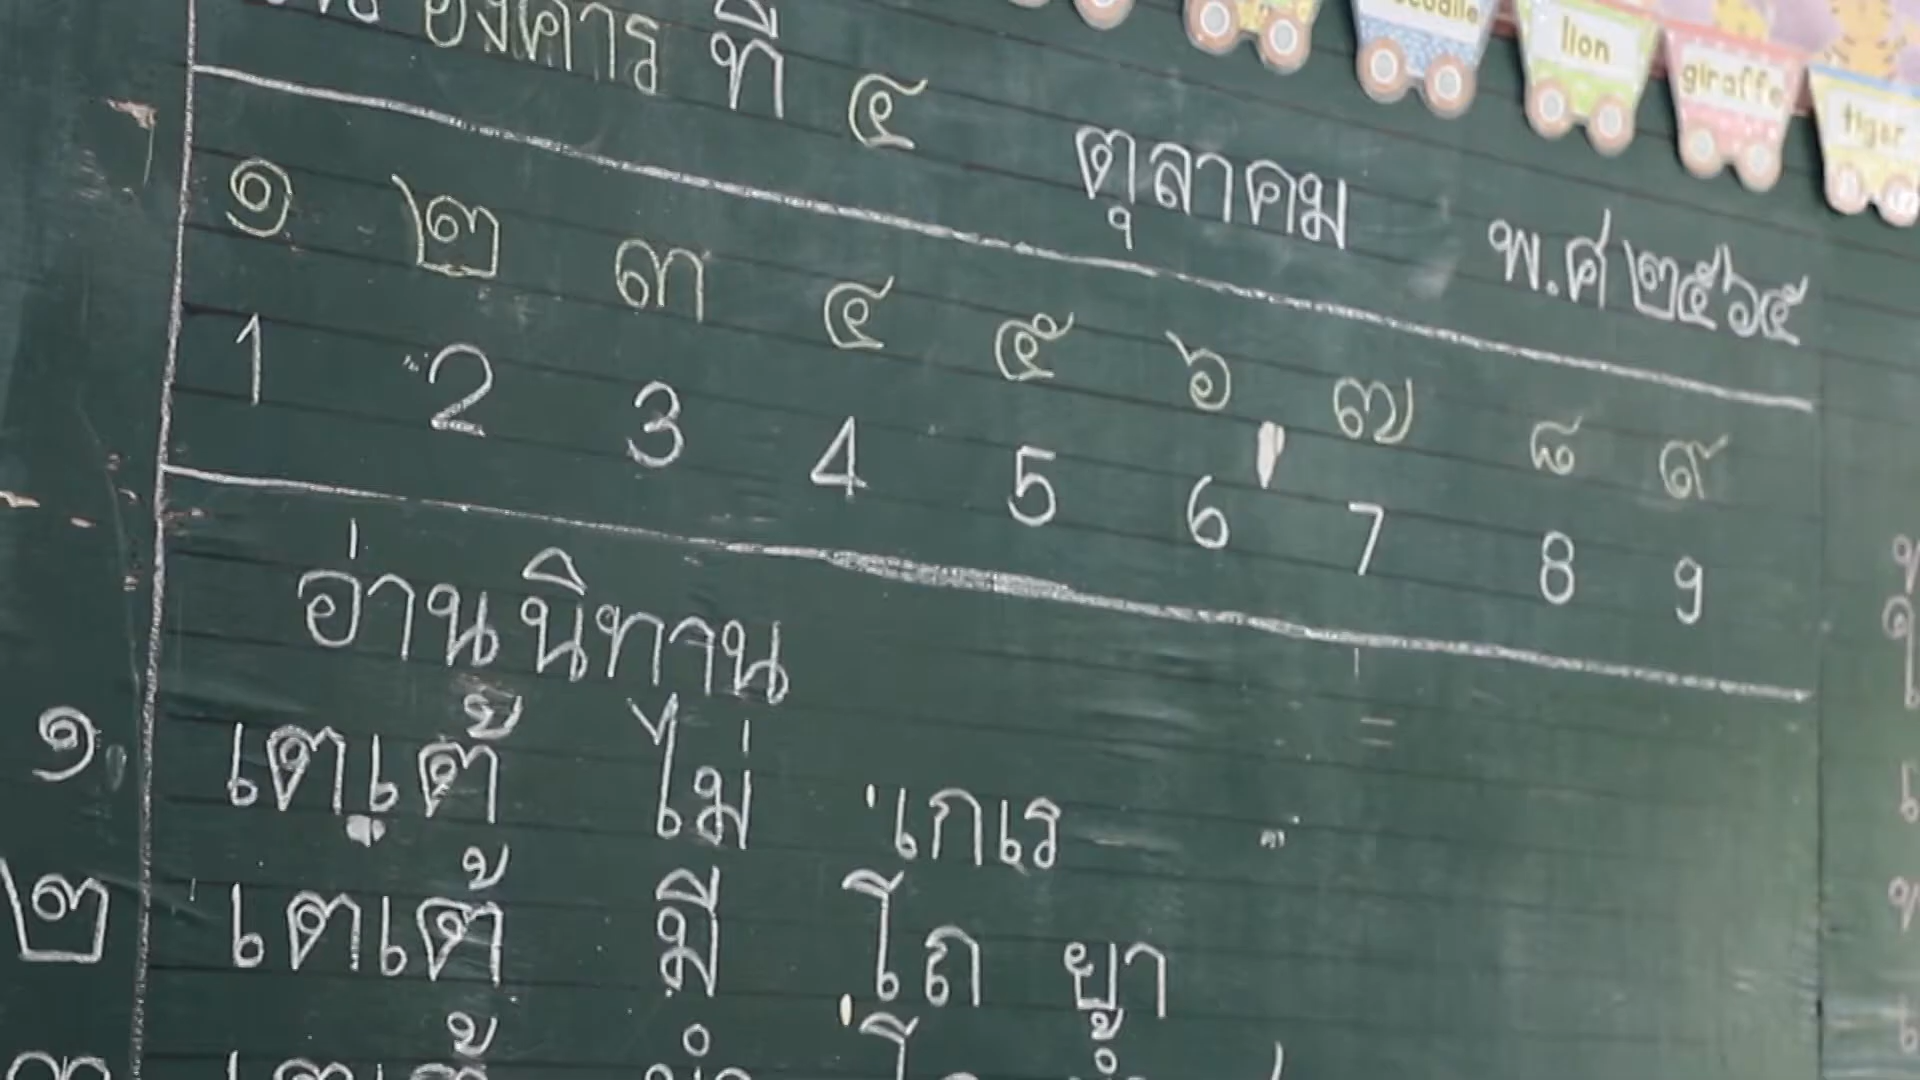 อังคาร ที่ ๔ ตุลาคม พ.ศ ๒๕๖๕
lion giraffe tiger
๑ ๒ ๓ ๔ ๕ ๖ ๗ ๘ ๙
1 2 3 4 5 6 7 8 9
อ่านนิทาน
๑. เตเต้ ไม่ เกเร
๒ เตเต้ มี โถ ยา